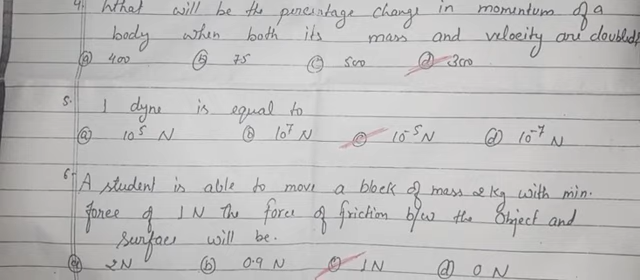 4. What will be the percentage change in momentum of a
body when both its mass and velocity are doubled
(a) 400 (b) 75 (c) 500 (d) 300
5. 1 dyne is equal to
(a) 10⁵ N (b) 10⁷ N (c) 10⁻⁵ N (d) 10⁻⁷ N
6. A student is able to move a block of mass 2 kg with min.
force of 1N The force of friction b/w the Object and
surface will be.
(a) 2N (b) 0.9 N (c) 1N (d) 0 N